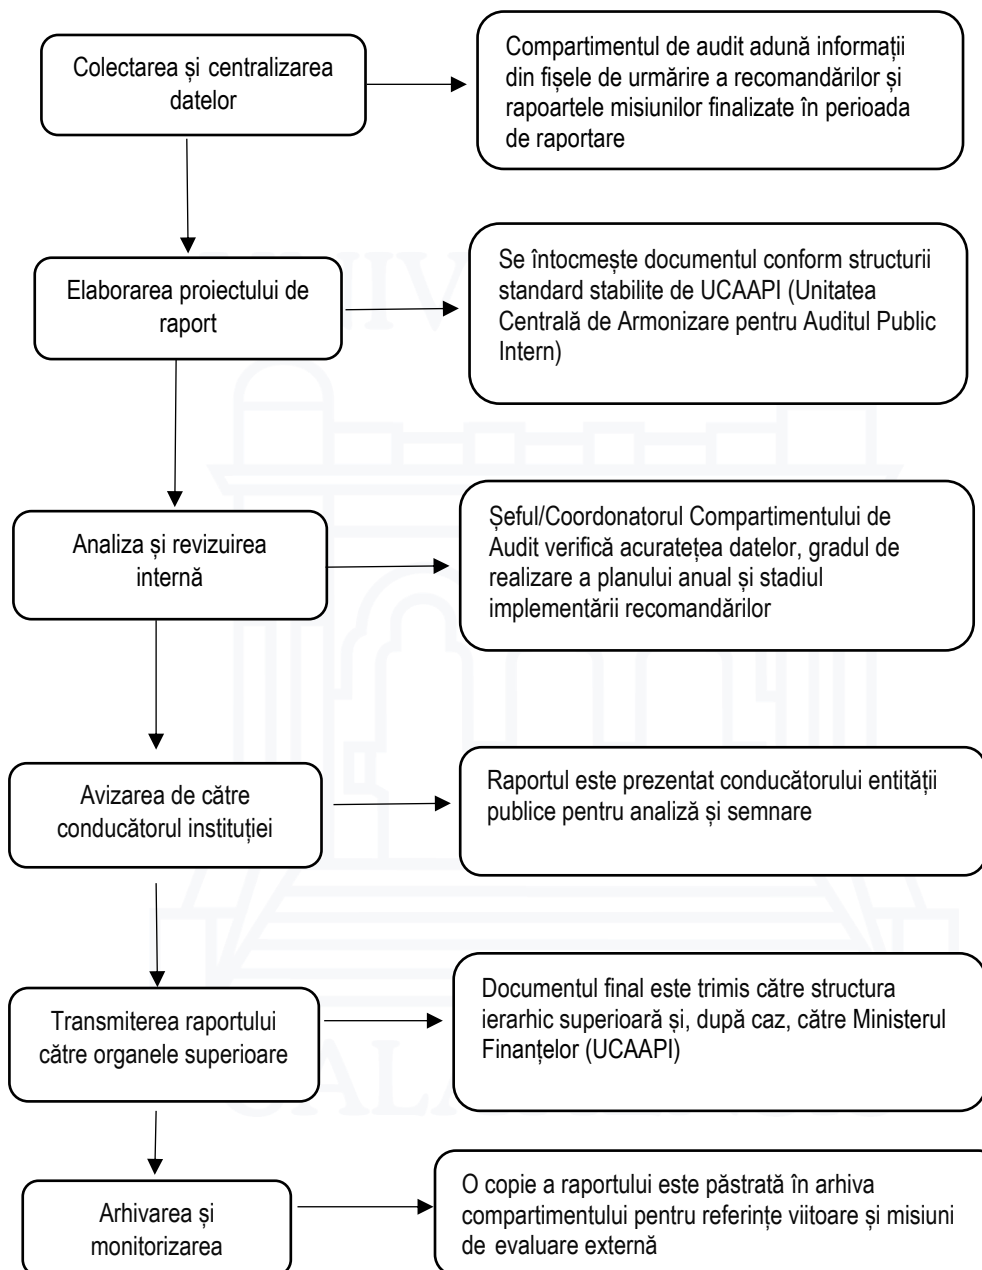 Colectarea și centralizarea
datelor
Compartimentul de audit adună informații
din fișele de urmărire a recomandărilor și
rapoartele misiunilor finalizate în perioada
de raportare
Elaborarea proiectului de
raport
Se întocmește documentul conform structurii
standard stabilite de UCAAPI (Unitatea
Centrală de Armonizare pentru Auditul Public
Intern)
Analiza și revizuirea
internă
Șeful/Coordonatorul Compartimentului de
Audit verifică acuratețea datelor, gradul de
realizare a planului anual și stadiul
implementării recomandărilor
Avizarea de către
conducătorul instituției
Raportul este prezentat conducătorului entității
publice pentru analiză și semnare
Transmiterea raportului
către organele superioare
Documentul final este trimis către structura
ierarhic superioară și, după caz, către Ministerul
Finanțelor (UCAAPI)
Arhivarea și
monitorizarea
O copie a raportului este păstrată în arhiva
compartimentului pentru referințe viitoare și misiuni
de evaluare externă